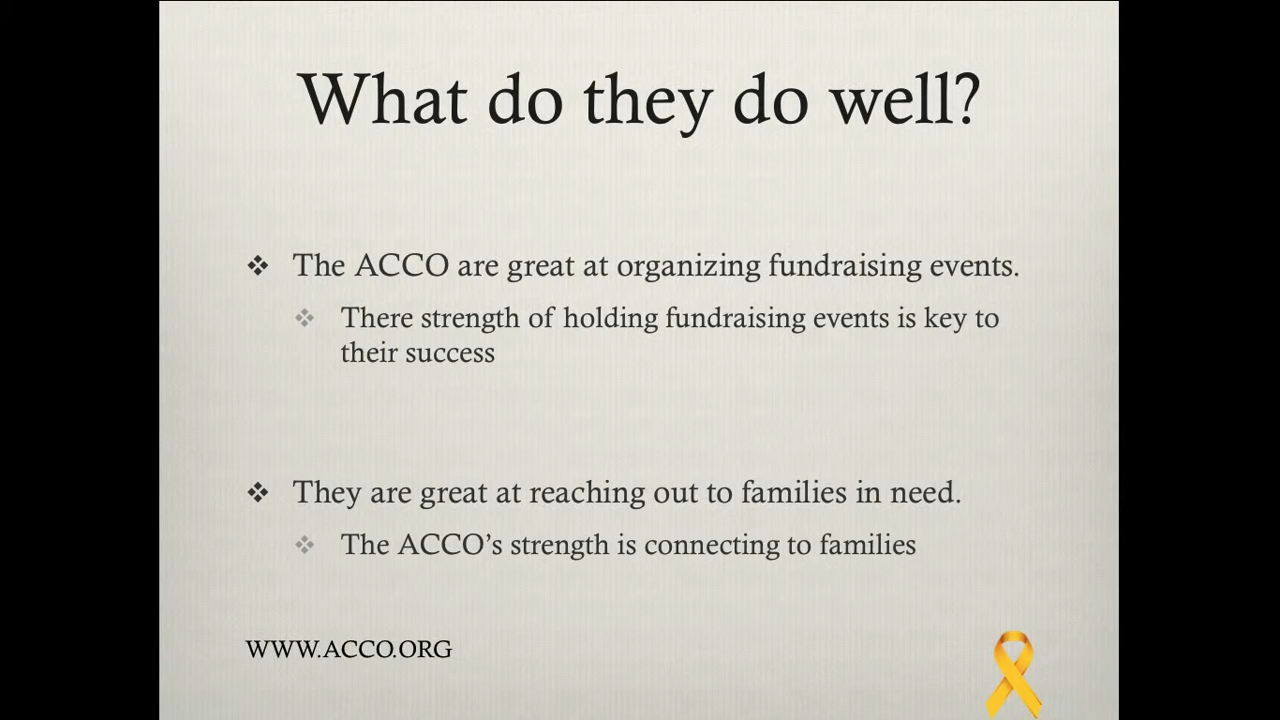 What do they do well?
The ACCO are great at organizing fundraising events.
There strength of holding fundraising events is key to
their success
They are great at reaching out to families in need.
The ACCO’s strength is connecting to families
WWW.ACCO.ORG